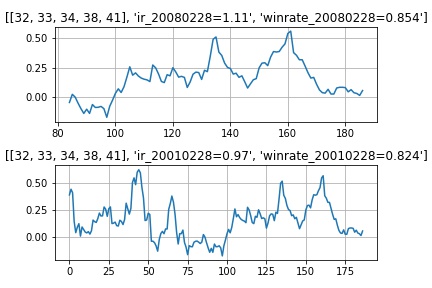 [[32, 33, 34, 38, 41], 'ir_20080228=1.11', 'winrate_20080228=0.854']
0.50
0.25
0.00
80 100 120 140 160 180
[[32, 33, 34, 38, 41], 'ir_20010228=0.97', 'winrate_20010228=0.824']
0.50
0.25
0.00
0 25 50 75 100 125 150 175